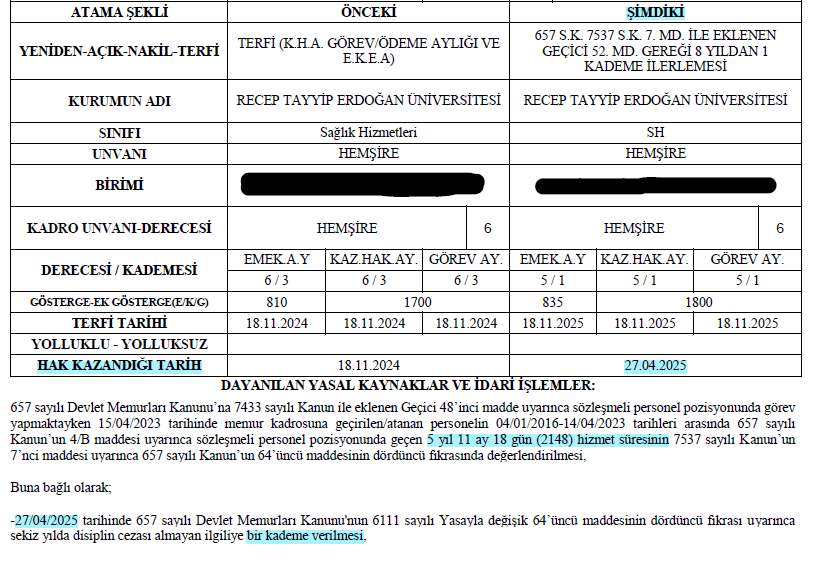 ATAMA ŞEKLİ ÖNCEKİ ŞİMDİKİ
YENİDEN-AÇIK-NAKİL-TERFİ TERFİ (K.H.A. GÖREV/ÖDEME AYLIĞI VE E.K.E.A) 657 S.K. 7537 S.K. 7. MD. İLE EKLENEN GEÇİCİ 52. MD. GEREĞİ 8 YILDAN 1 KADEME İLERLEMESİ
KURUMUN ADI RECEP TAYYİP ERDOĞAN ÜNİVERSİTESİ RECEP TAYYİP ERDOĞAN ÜNİVERSİTESİ
SINIFI Sağlık Hizmetleri SH
UNVANI HEMŞİRE HEMŞİRE
BİRİMİ
KADRO UNVANI-DERECESİ HEMŞİRE 6 HEMŞİRE 6
DERECESİ / KADEMESİ EMEK.A.Y KAZ.HAK.AY. GÖREV AY. EMEK.A.Y KAZ.HAK.AY. GÖREV AY.
6 / 3 6 / 3 6 / 3 5 / 1 5 / 1 5 / 1
GÖSTERGE-EK GÖSTERGE(E/K/G) 810 1700 835 1800
TERFİ TARİHİ 18.11.2024 18.11.2024 18.11.2024 18.11.2025 18.11.2025 18.11.2025
YOLLUKLU - YOLLUKSUZ
HAK KAZANDIĞI TARİH 18.11.2024 27.04.2025
DAYANILAN YASAL KAYNAKLAR VE İDARİ İŞLEMLER:
657 sayılı Devlet Memurları Kanunu’na 7433 sayılı Kanun ile eklenen Geçici 48’inci madde uyarınca sözleşmeli personel pozisyonunda görev
yapmaktayken 15/04/2023 tarihinde memur kadrosuna geçirilen/atanan personelin 04/01/2016-14/04/2023 tarihleri arasında 657 sayılı
Kanun’un 4/B maddesi uyarınca sözleşmeli personel pozisyonunda geçen 5 yıl 11 ay 18 gün (2148) hizmet süresinin 7537 sayılı Kanun’un
7’nci maddesi uyarınca 657 sayılı Kanun’un 64’üncü maddesinin dördüncü fıkrasında değerlendirilmesi,
Buna bağlı olarak;
-27/04/2025 tarihinde 657 sayılı Devlet Memurları Kanunu'nun 6111 sayılı Yasayla değişik 64’üncü maddesinin dördüncü fıkrası uyarınca
sekiz yılda disiplin cezası almayan ilgiliye bir kademe verilmesi,